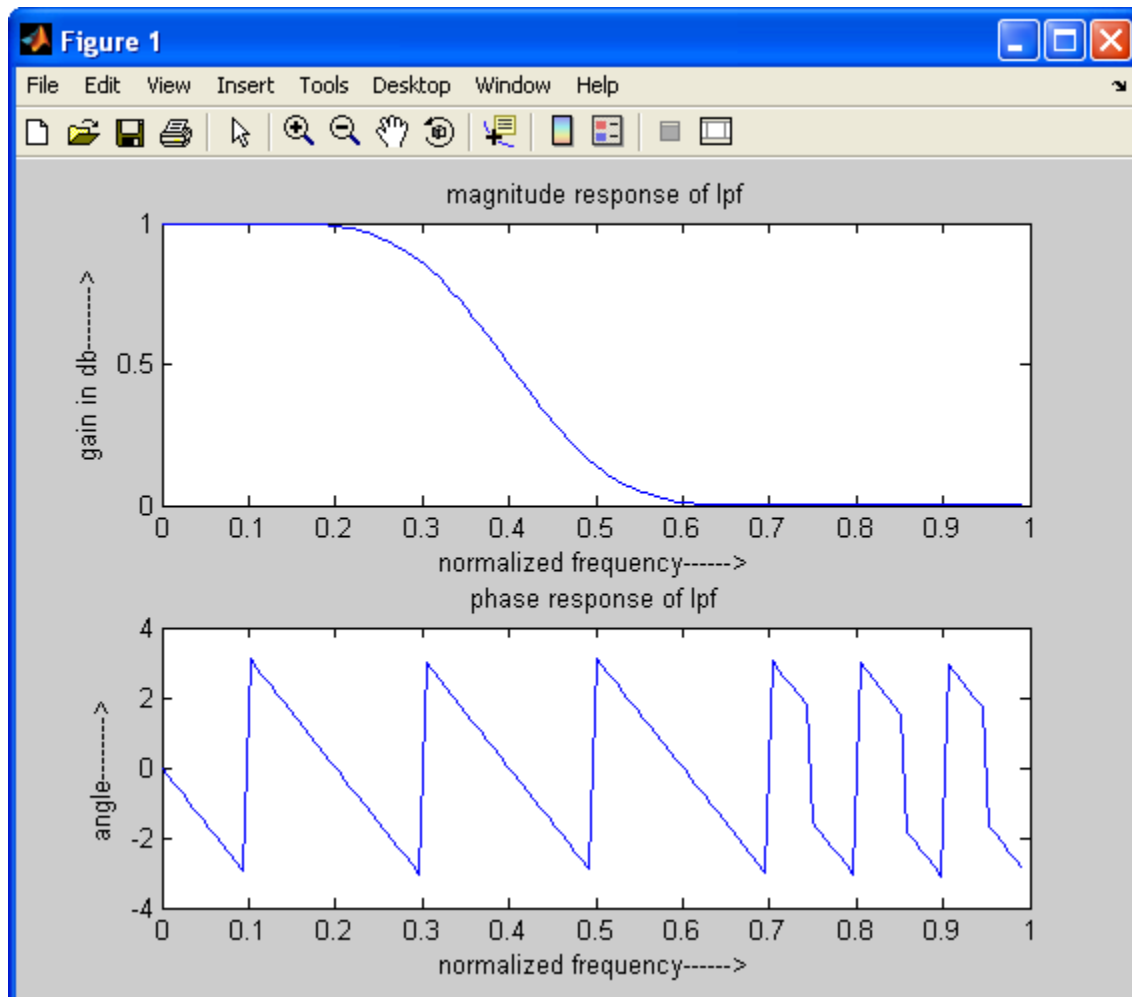 Figure 1
File Edit View Insert Tools Desktop Window Help
magnitude response of lpf
1
0.5
0
gain in db--------->
0 0.1 0.2 0.3 0.4 0.5 0.6 0.7 0.8 0.9 1
normalized frequency------>
phase response of lpf
4
2
0
-2
-4
angle-------->
0 0.1 0.2 0.3 0.4 0.5 0.6 0.7 0.8 0.9 1
normalized frequency------>